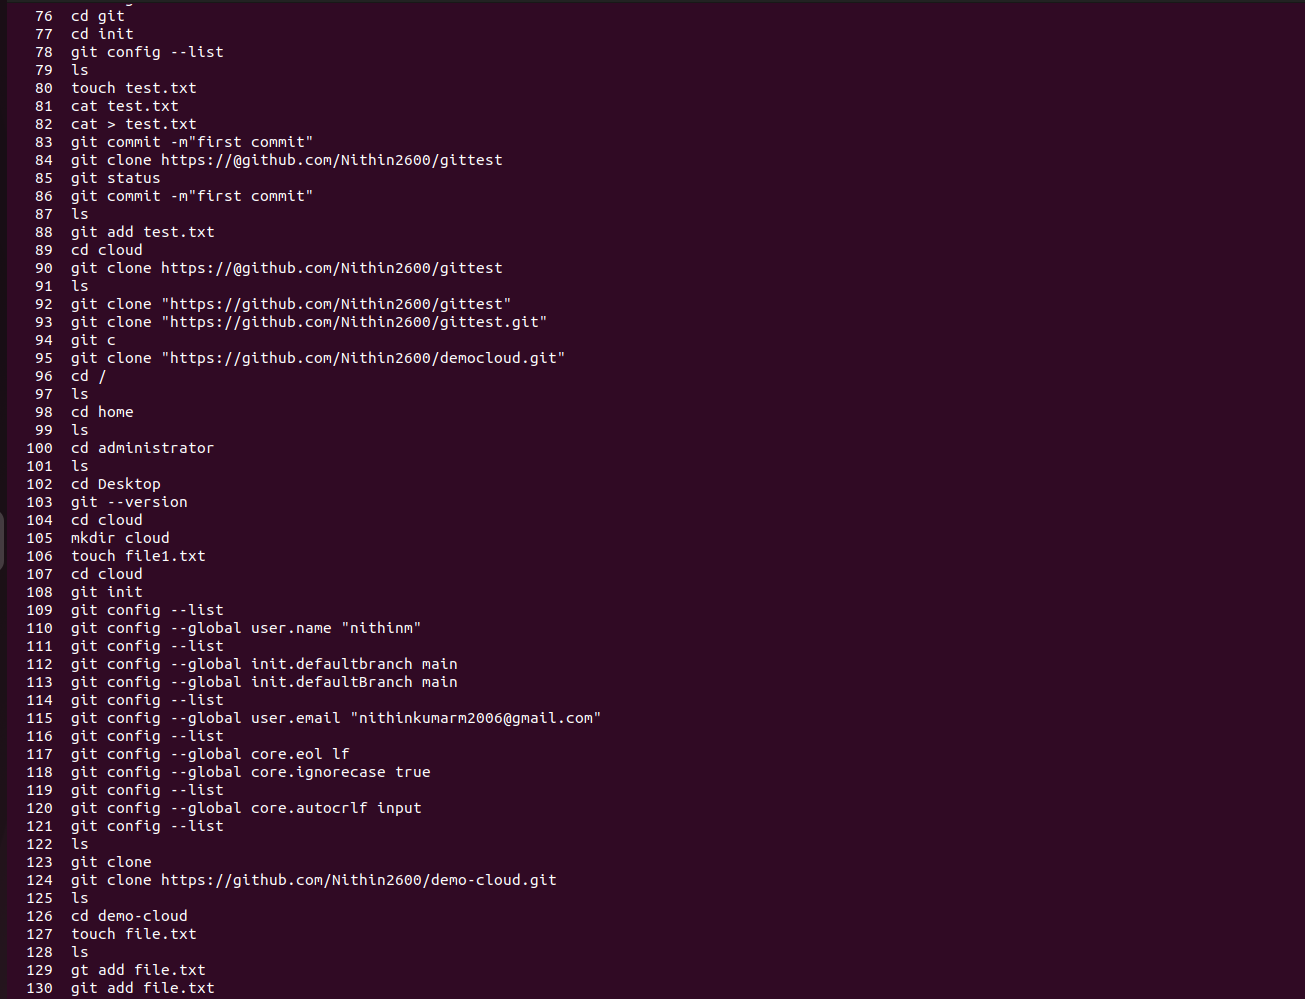 76 cd git
77 cd init
78 git config --list
79 ls
80 touch test.txt
81 cat test.txt
82 cat > test.txt
83 git commit -m"first commit"
84 git clone https://@github.com/Nithin2600/gittest
85 git status
86 git commit -m"first commit"
87 ls
88 git add test.txt
89 cd cloud
90 git clone https://@github.com/Nithin2600/gittest
91 ls
92 git clone "https://github.com/Nithin2600/gittest"
93 git clone "https://github.com/Nithin2600/gittest.git"
94 git c
95 git clone "https://github.com/Nithin2600/democloud.git"
96 cd /
97 ls
98 cd home
99 ls
100 cd administrator
101 ls
102 cd Desktop
103 git --version
104 cd cloud
105 mkdir cloud
106 touch file1.txt
107 cd cloud
108 git init
109 git config --list
110 git config --global user.name "nithinm"
111 git config --list
112 git config --global init.defaultbranch main
113 git config --global init.defaultBranch main
114 git config --list
115 git config --global user.email "nithinkumarm2006@gmail.com"
116 git config --list
117 git config --global core.eol lf
118 git config --global core.ignorecase true
119 git config --list
120 git config --global core.autocrlf input
121 git config --list
122 ls
123 git clone
124 git clone https://github.com/Nithin2600/demo-cloud.git
125 ls
126 cd demo-cloud
127 touch file.txt
128 ls
129 gt add file.txt
130 git add file.txt